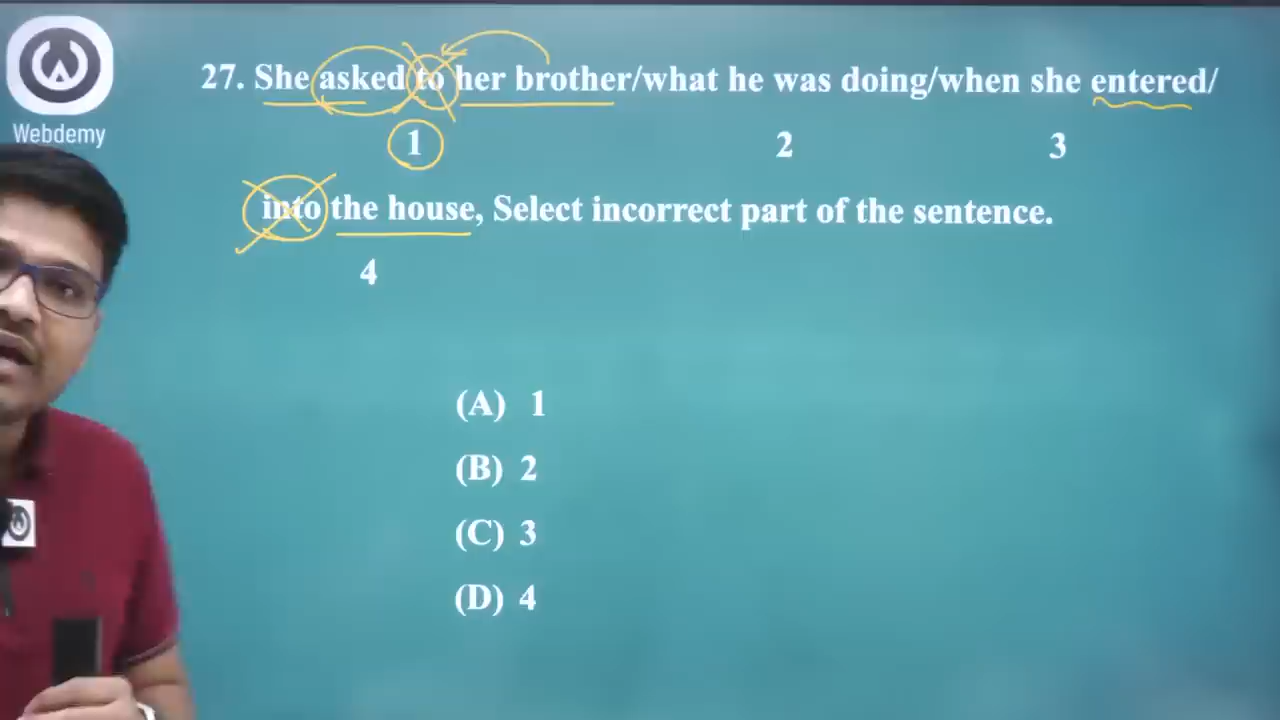 Webdemy
27. She asked to her brother/what he was doing/when she entered/
1 2 3
into the house, Select incorrect part of the sentence.
4
(A) 1
(B) 2
(C) 3
(D) 4